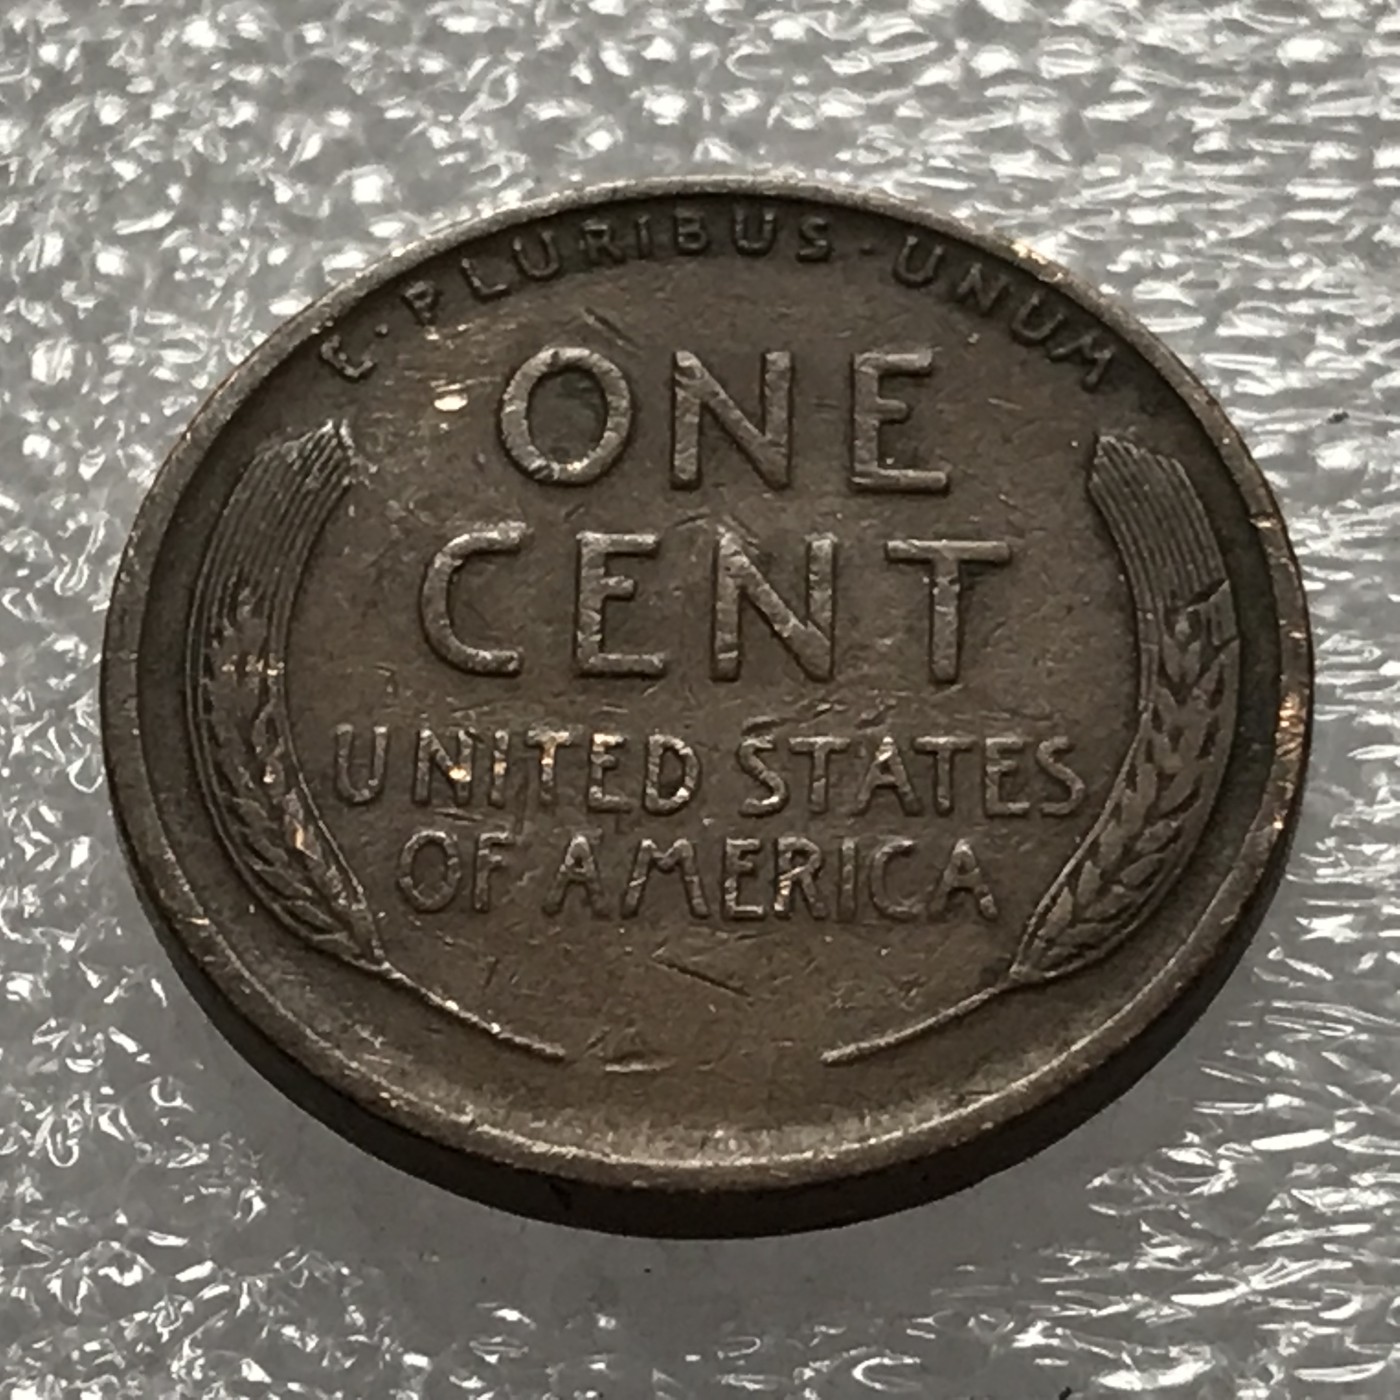 E·PLURIBUS·UNUM
ONE
CENT
UNITED STATES
OF AMERICA